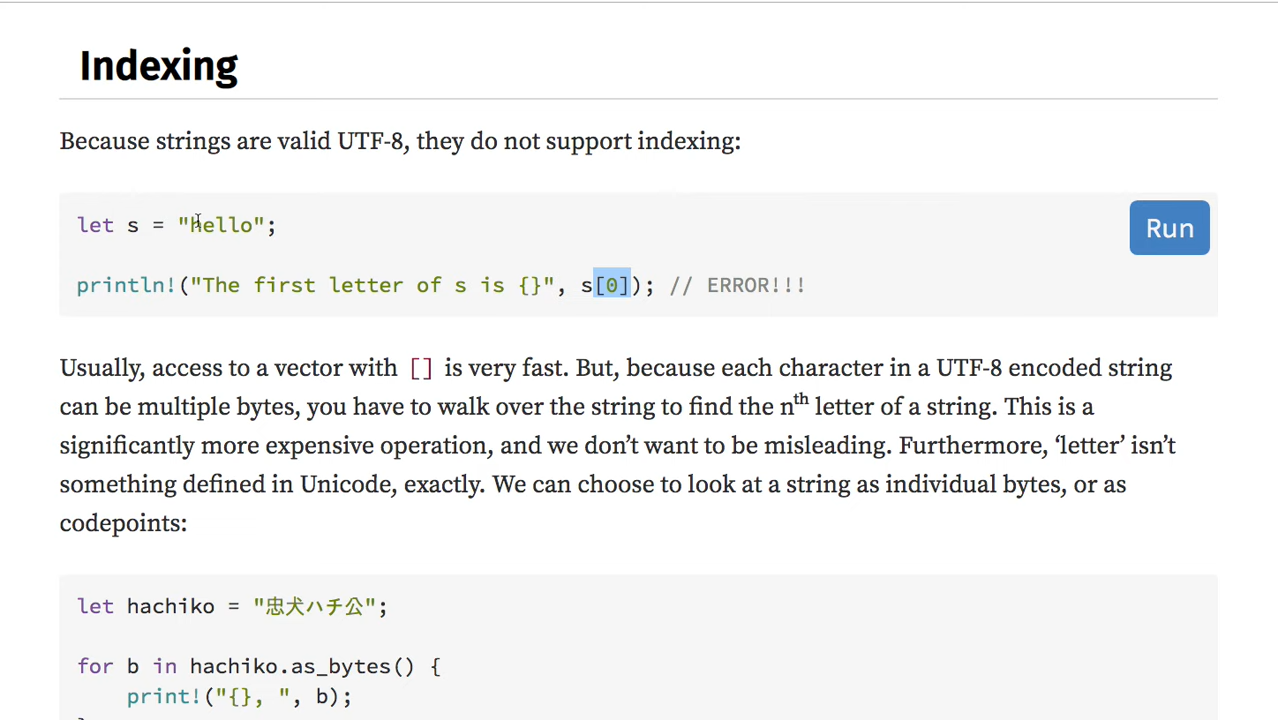 Indexing
Because strings are valid UTF-8, they do not support indexing:
let s = "hello";
Run
println!("The first letter of s is {}", s[0]); // ERROR!!!
Usually, access to a vector with [] is very fast. But, because each character in a UTF-8 encoded string
can be multiple bytes, you have to walk over the string to find the nth letter of a string. This is a
significantly more expensive operation, and we don’t want to be misleading. Furthermore, ‘letter’ isn’t
something defined in Unicode, exactly. We can choose to look at a string as individual bytes, or as
codepoints:
let hachiko = "忠犬ハチ公";
for b in hachiko.as_bytes() {
print!("{}, ", b);
}